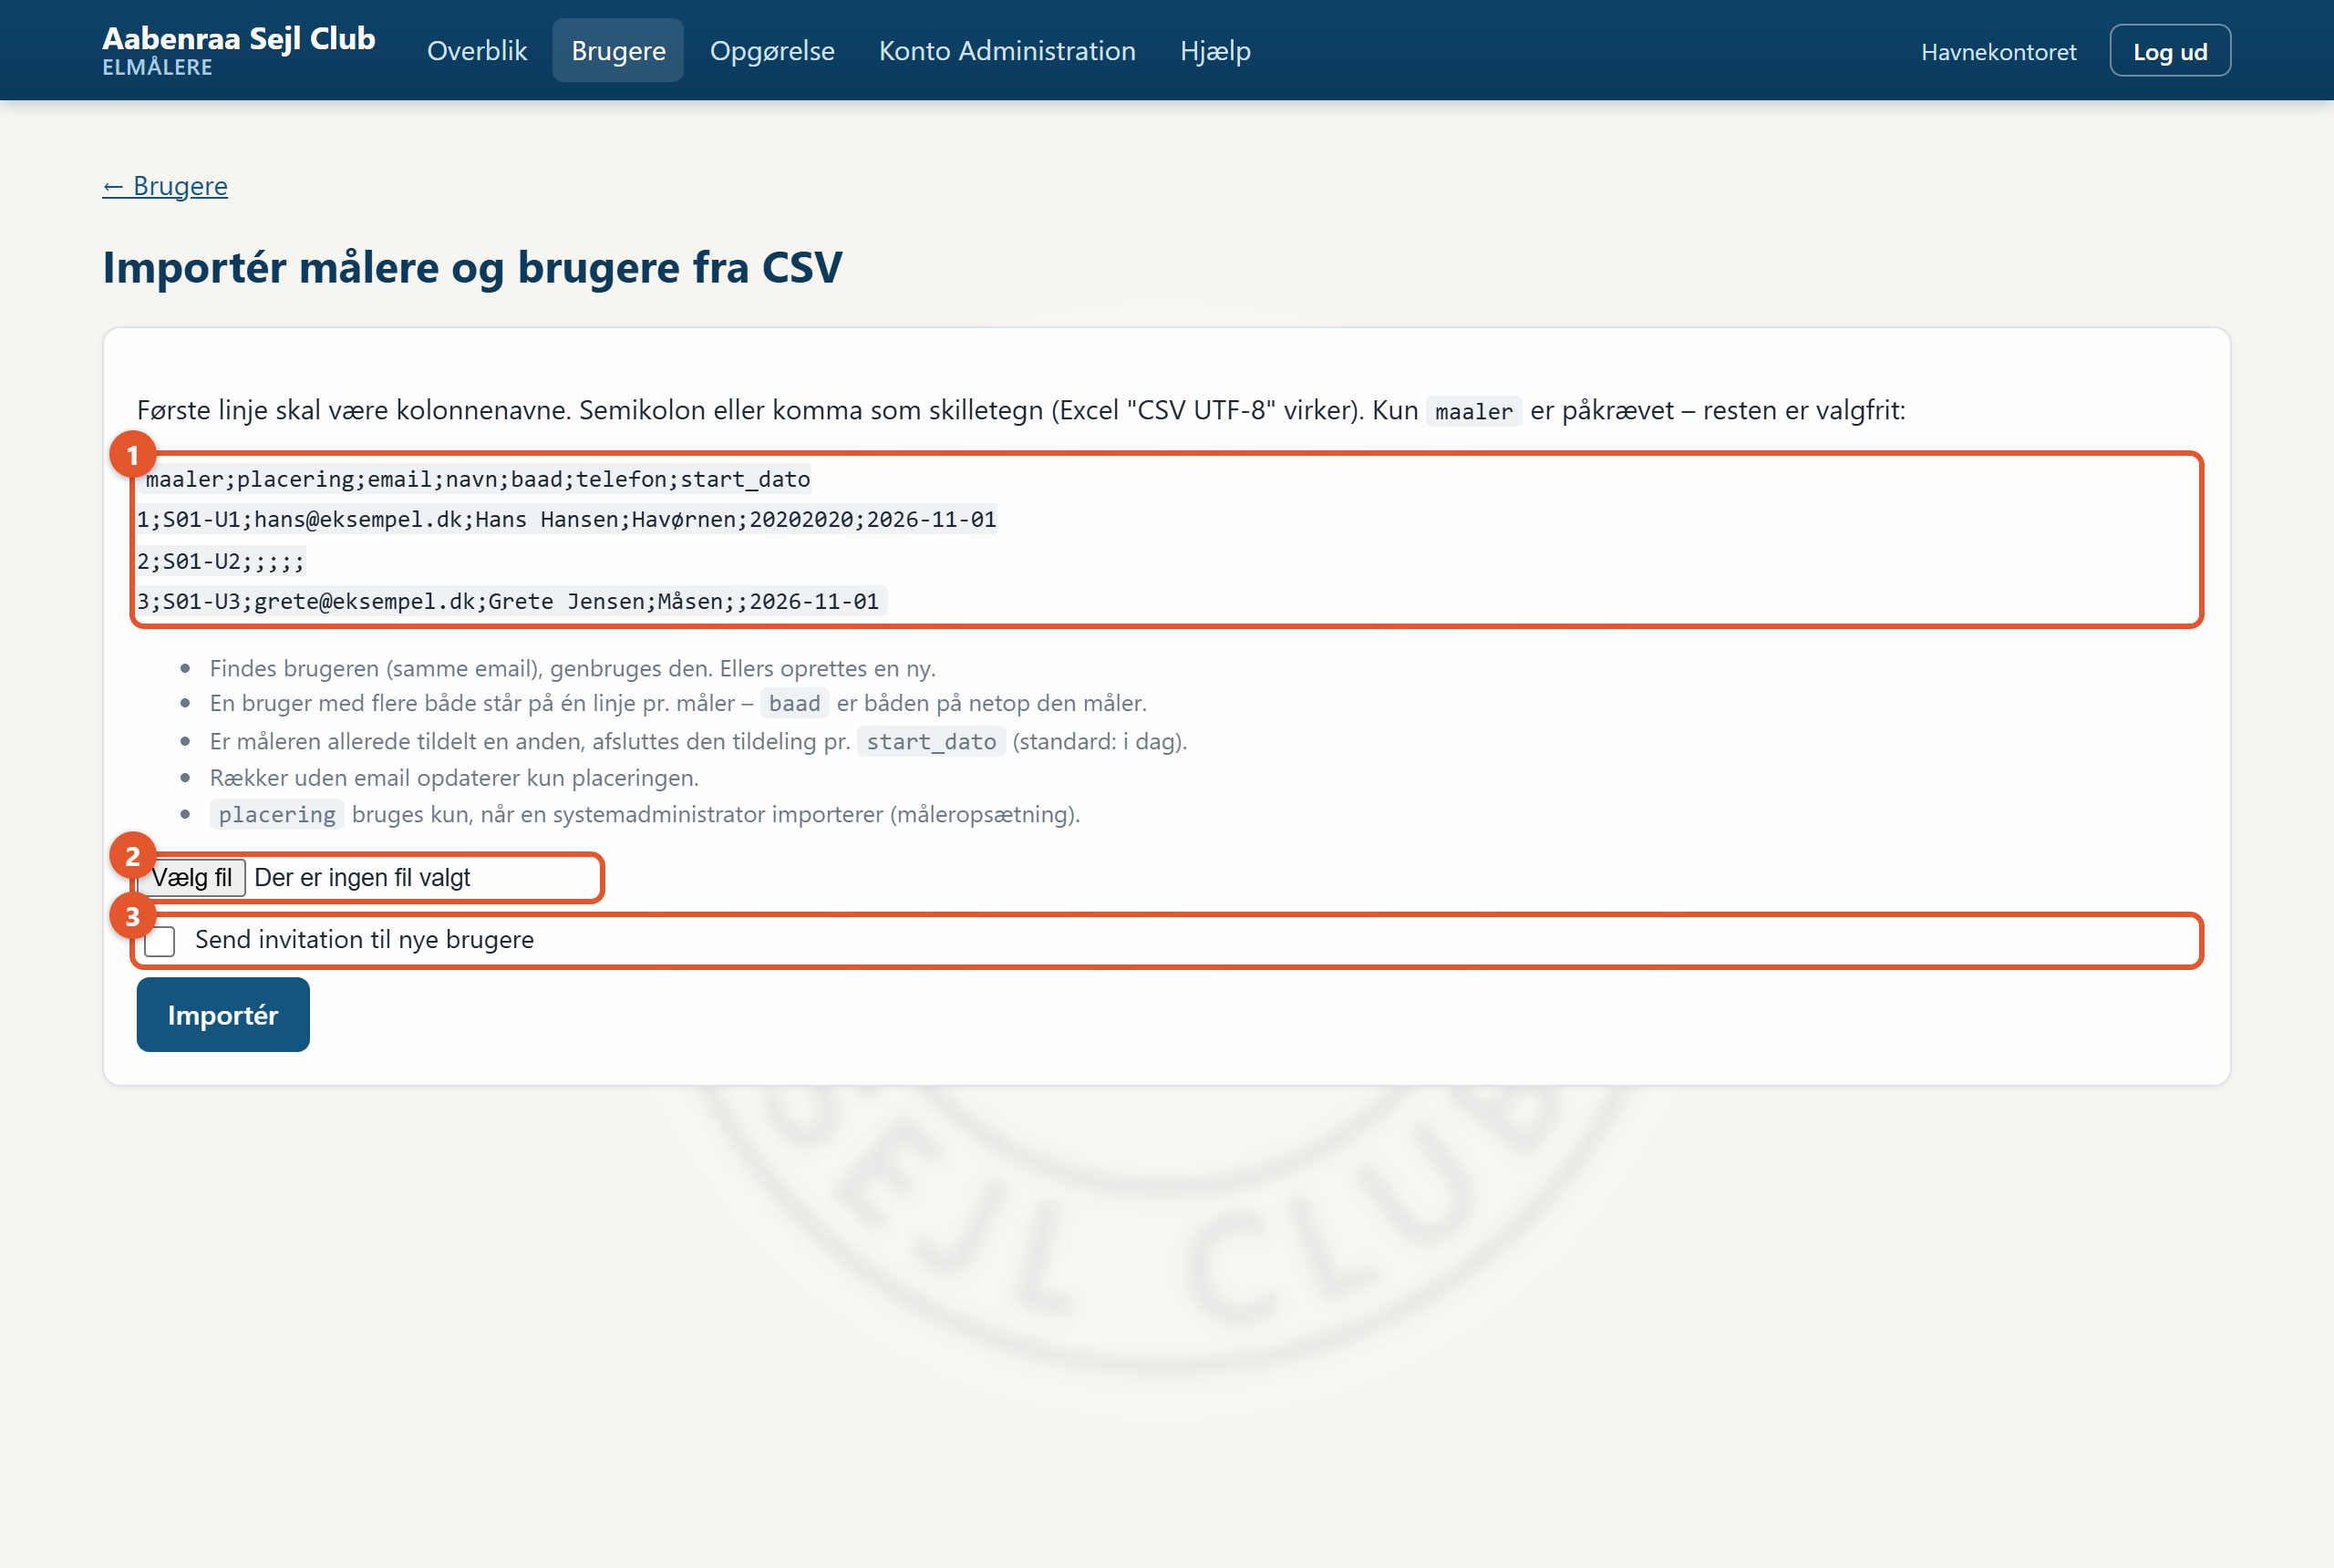 Aabenraa Sejl Club
ELMÅLERE
Overblik
Brugere
Opgørelse
Konto Administration
Hjælp
Havnekontoret
Log ud
← Brugere
Importér målere og brugere fra CSV
Første linje skal være kolonnenavne. Semikolon eller komma som skilletegn (Excel "CSV UTF-8" virker). Kun maaler er påkrævet – resten er valgfrit:
1
maaler;placering;email;navn;baad;telefon;start_dato
1;S01-U1;hans@eksempel.dk;Hans Hansen;Havørnen;20202020;2026-11-01
2;S01-U2;;;;;
3;S01-U3;grete@eksempel.dk;Grete Jensen;Måsen;;2026-11-01
Findes brugeren (samme email), genbruges den. Ellers oprettes en ny.
En bruger med flere både står på én linje pr. måler – baad er båden på netop den måler.
Er måleren allerede tildelt en anden, afsluttes den tildeling pr. start_dato (standard: i dag).
Rækker uden email opdaterer kun placeringen.
placering bruges kun, når en systemadministrator importerer (måleropsætning).
2
Vælg fil Der er ingen fil valgt
3
Send invitation til nye brugere
Importér
SEJL CLUB